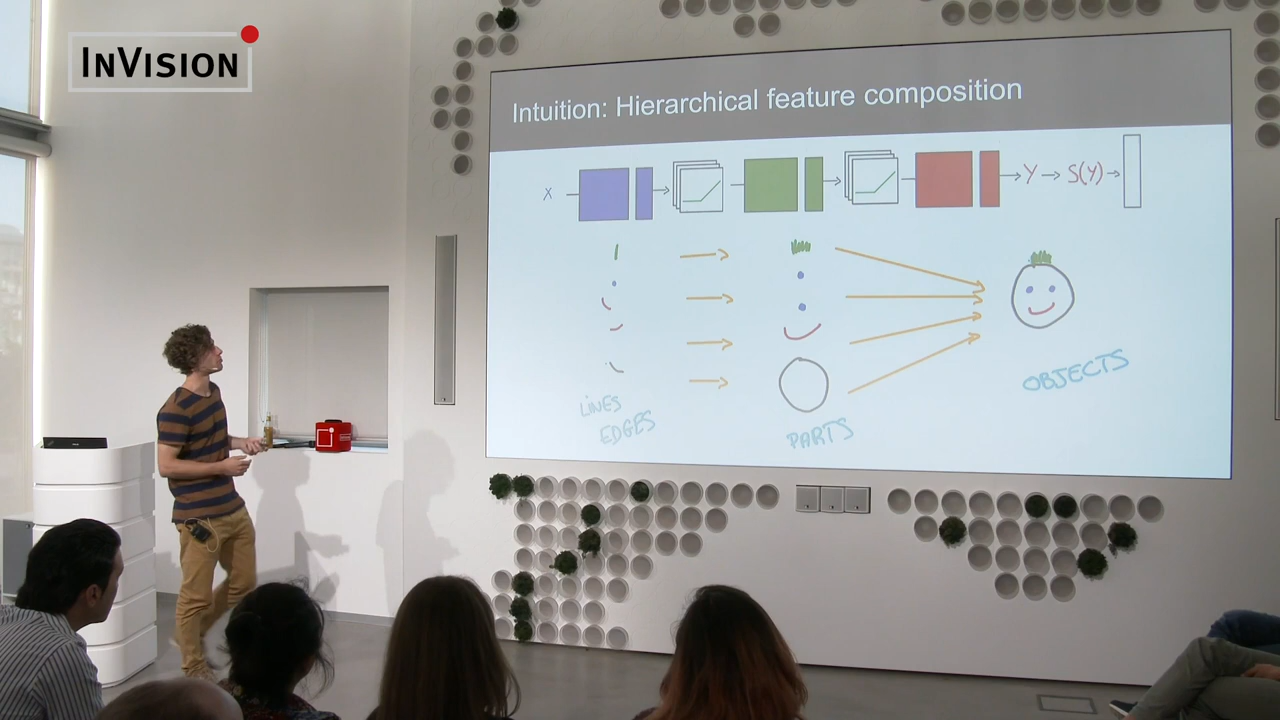 INVISION
Intuition: Hierarchical feature composition
X → Y → S(Y) →
LINES
EDGES
PARTS
OBJECTS